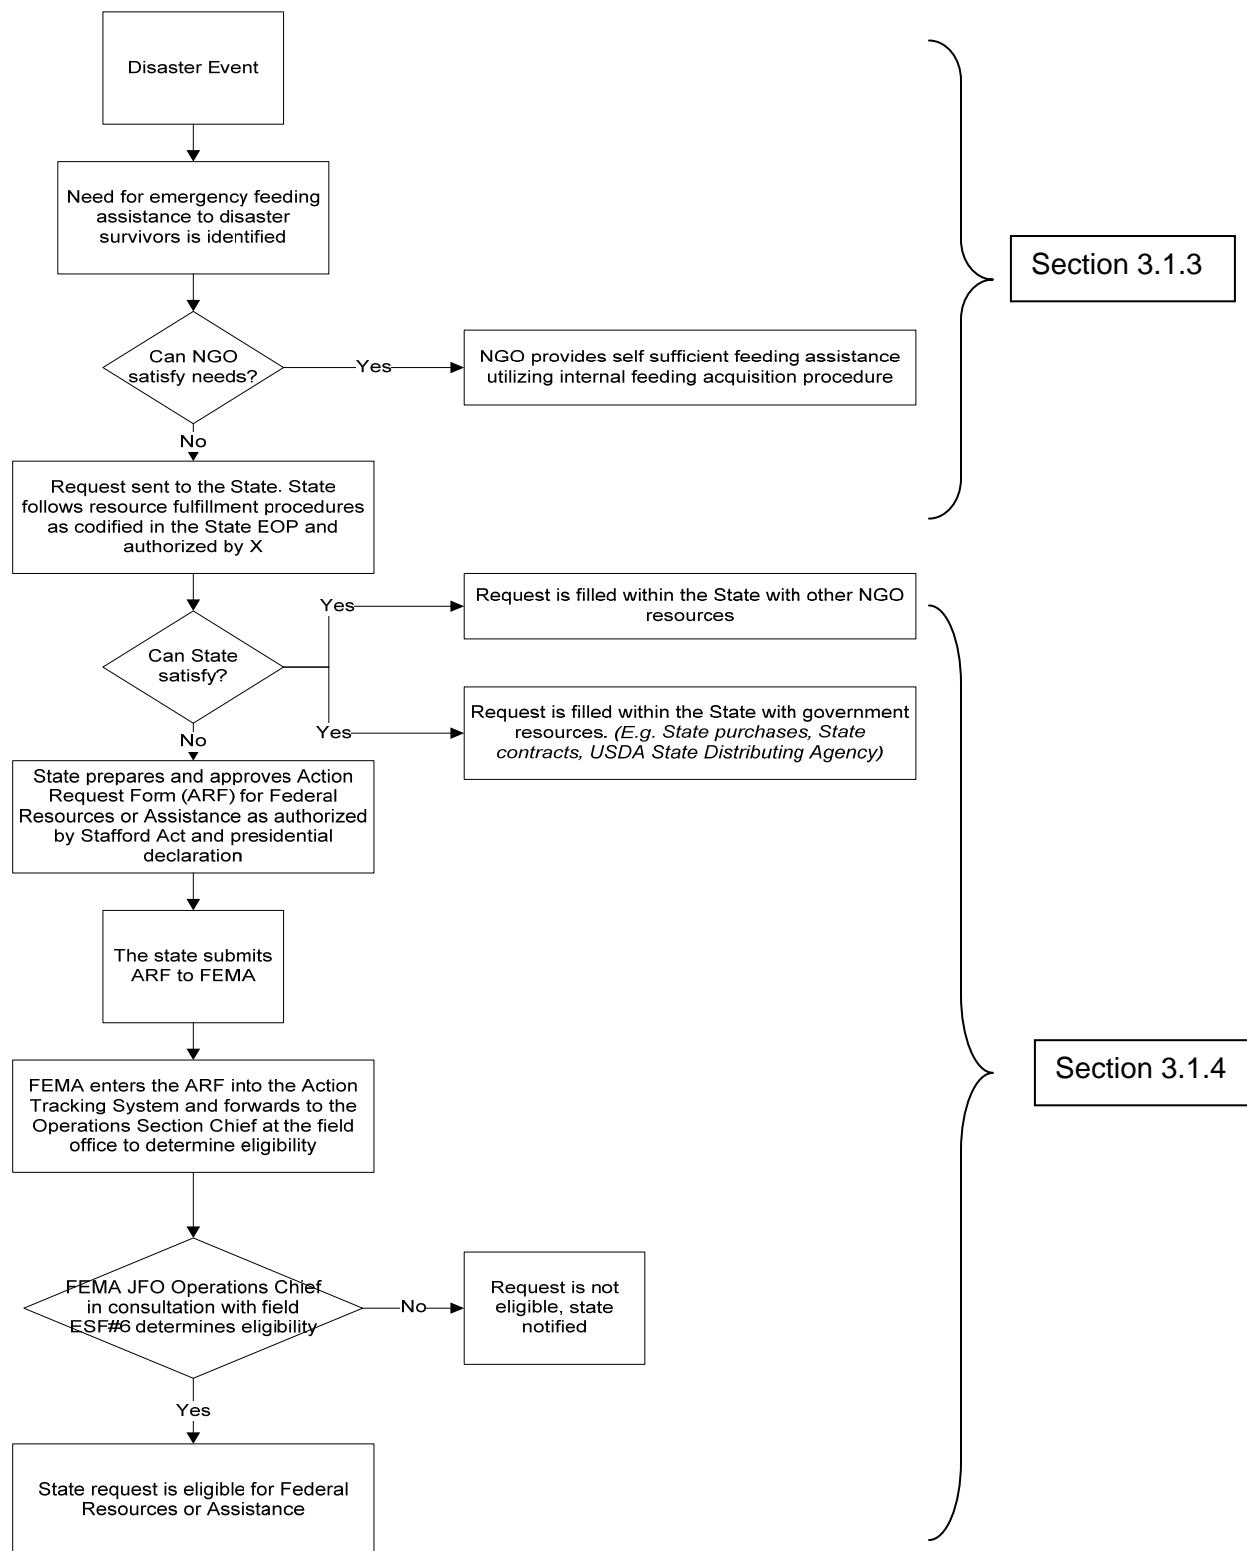 Disaster Event
Need for emergency feeding
assistance to disaster
survivors is identified
Section 3.1.3
Can NGO
satisfy needs?
Yes
NGO provides self sufficient feeding assistance
utilizing internal feeding acquisition procedure
No
Request sent to the State. State
follows resource fulfillment procedures
as codified in the State EOP and
authorized by X
Can State
satisfy?
Yes
Request is filled within the State with other NGO
resources
Yes
Request is filled within the State with government
resources. (E.g. State purchases, State
contracts, USDA State Distributing Agency)
No
State prepares and approves Action
Request Form (ARF) for Federal
Resources or Assistance as authorized
by Stafford Act and presidential
declaration
The state submits
ARF to FEMA
Section 3.1.4
FEMA enters the ARF into the Action
Tracking System and forwards to the
Operations Section Chief at the field
office to determine eligibility
FEMA JFO Operations Chief
in consultation with field
ESF#6 determines eligibility
No
Request is not
eligible, state
notified
Yes
State request is eligible for Federal
Resources or Assistance